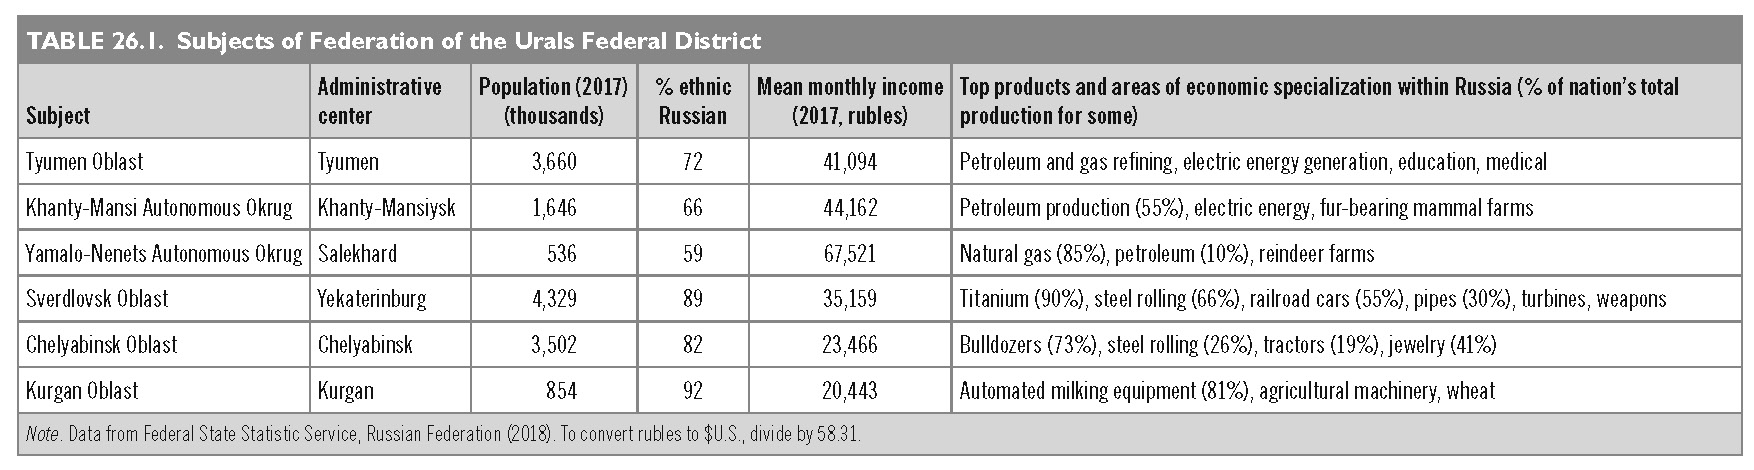 TABLE 26.1. Subjects of Federation of the Urals Federal District
Subject Administrative center Population (2017) (thousands) % ethnic Russian Mean monthly income (2017, rubles) Top products and areas of economic specialization within Russia (% of nation's total production for some)
Tyumen Oblast Tyumen 3,660 72 41,094 Petroleum and gas refining, electric energy generation, education, medical
Khanty-Mansi Autonomous Okrug Khanty-Mansiysk 1,646 66 44,162 Petroleum production (55%), electric energy, fur-bearing mammal farms
Yamalo-Nenets Autonomous Okrug Salekhard 536 59 67,521 Natural gas (85%), petroleum (10%), reindeer farms
Sverdlovsk Oblast Yekaterinburg 4,329 89 35,159 Titanium (90%), steel rolling (66%), railroad cars (55%), pipes (30%), turbines, weapons
Chelyabinsk Oblast Chelyabinsk 3,502 82 23,466 Bulldozers (73%), steel rolling (26%), tractors (19%), jewelry (41%)
Kurgan Oblast Kurgan 854 92 20,443 Automated milking equipment (81%), agricultural machinery, wheat
Note. Data from Federal State Statistic Service, Russian Federation (2018). To convert rubles to $U.S., divide by 58.31.